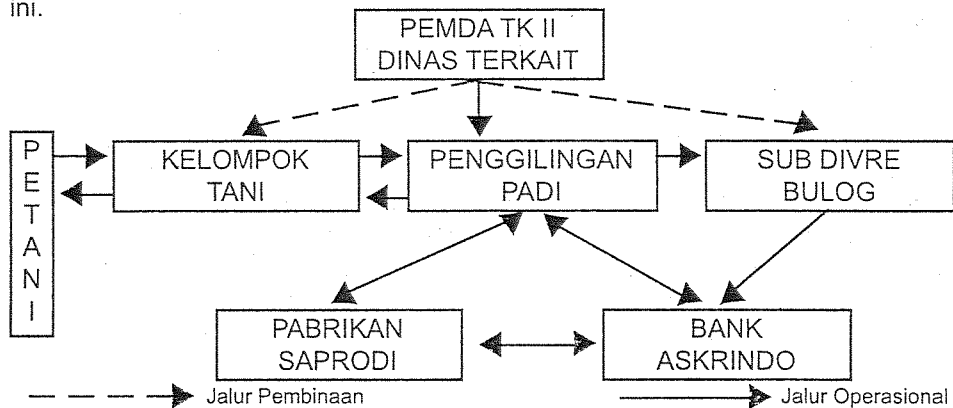 ini.
PEMDA TK II
DINAS TERKAIT
PETANI
KELOMPOK
TANI
PENGGILINGAN
PADI
SUB DIVRE
BULOG
PABRIKAN
SAPRODI
BANK
ASKRINDO
Jalur Pembinaan
Jalur Operasional